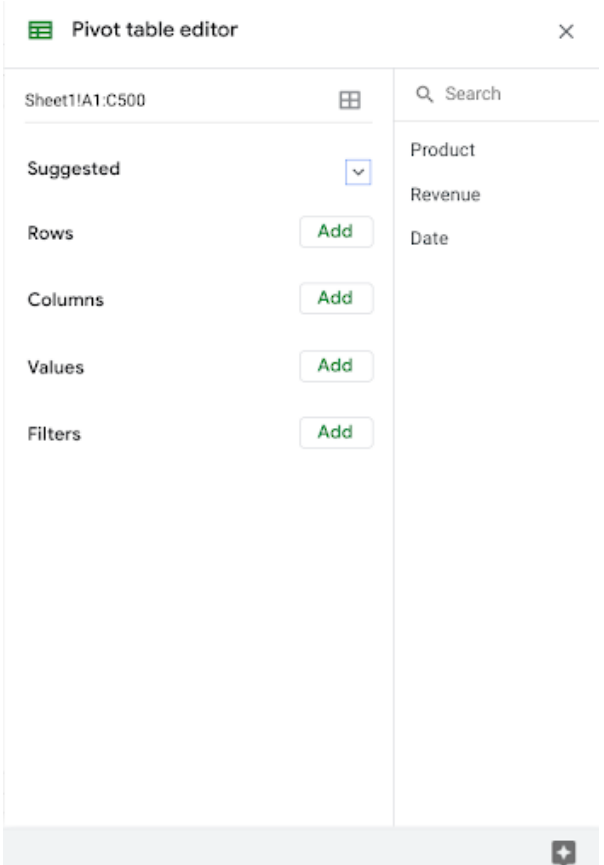 Pivot table editor
Sheet1!A1:C500
Suggested
Rows Add
Columns Add
Values Add
Filters Add
Search
Product
Revenue
Date